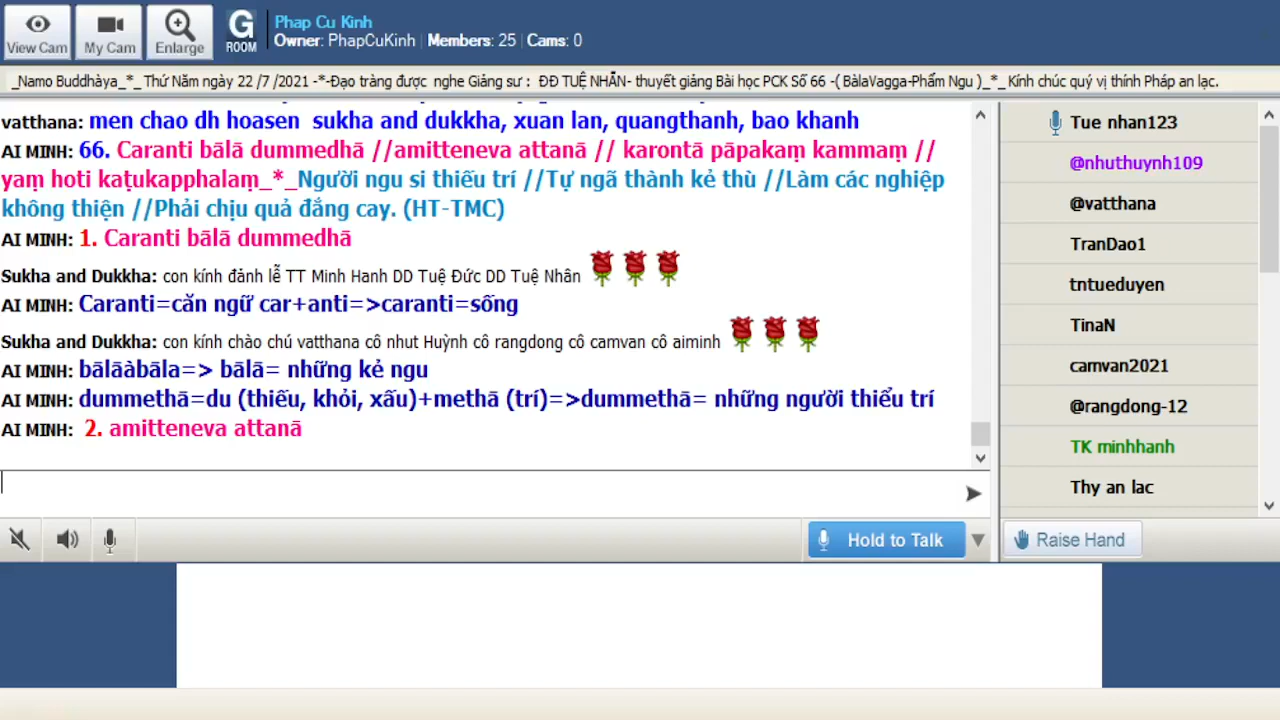 Phap Cu Kinh
View Cam My Cam Enlarge G ROOM Owner: PhapCuKinh Members: 25 Cams: 0
_Namo Buddhàya_*_ Thứ Năm ngày 22 /7 /2021 -*-Đạo tràng được nghe Giảng sư : ĐĐ TUỆ NHẪN- thuyết giảng Bài học PCK Số 66 -( BàlaVagga-Phẩm Ngu )_*_ Kính chúc quý vị thính Pháp an lạc.
vatthana: men chao dh hoasen sukha and dukkha, xuan lan, quangthanh, bao khanh
AI MINH: 66. Caranti bālā dummedhā //amitteneva attanā // karontā pāpakaṃ kammaṃ //
yaṃ hoti kaṭukapphalaṃ_*_Người ngu si thiếu trí //Tự ngã thành kẻ thù //Làm các nghiệp
không thiện //Phải chịu quả đắng cay. (HT-TMC)
AI MINH: 1. Caranti bālā dummedhā
Sukha and Dukkha: con kính đảnh lễ TT Minh Hanh DD Tuệ Đức DD Tuệ Nhân
AI MINH: Caranti=căn ngữ car+anti=>caranti=sống
Sukha and Dukkha: con kính chào chú vatthana cô nhut Huỳnh cô rangdong cô camvan cô aiminh
AI MINH: bālāàbāla=> bālā= những kẻ ngu
AI MINH: dummethā=du (thiếu, khỏi, xấu)+methā (trí)=>dummethā= những người thiểu trí
AI MINH: 2. amitteneva attanā
Tue nhan123
@nhuthuynh109
@vatthana
TranDao1
tntueduyen
TinaN
camvan2021
@rangdong-12
TK minhhanh
Thy an lac
Hold to Talk
Raise Hand